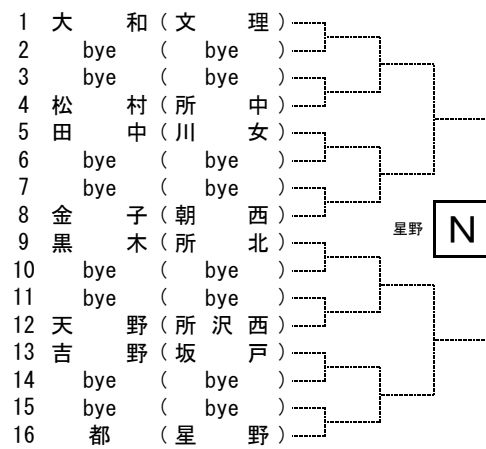 1 大 和 ( 文 理 )
2 bye ( bye )
3 bye ( bye )
4 松 村 ( 所 中 )
5 田 中 ( 川 女 )
6 bye ( bye )
7 bye ( bye )
8 金 子 ( 朝 西 )
星野 N
9 黒 木 ( 所 北 )
10 bye ( bye )
11 bye ( bye )
12 天 野 ( 所 沢 西 )
13 吉 野 ( 坂 戸 )
14 bye ( bye )
15 bye ( bye )
16 都 ( 星 野 )